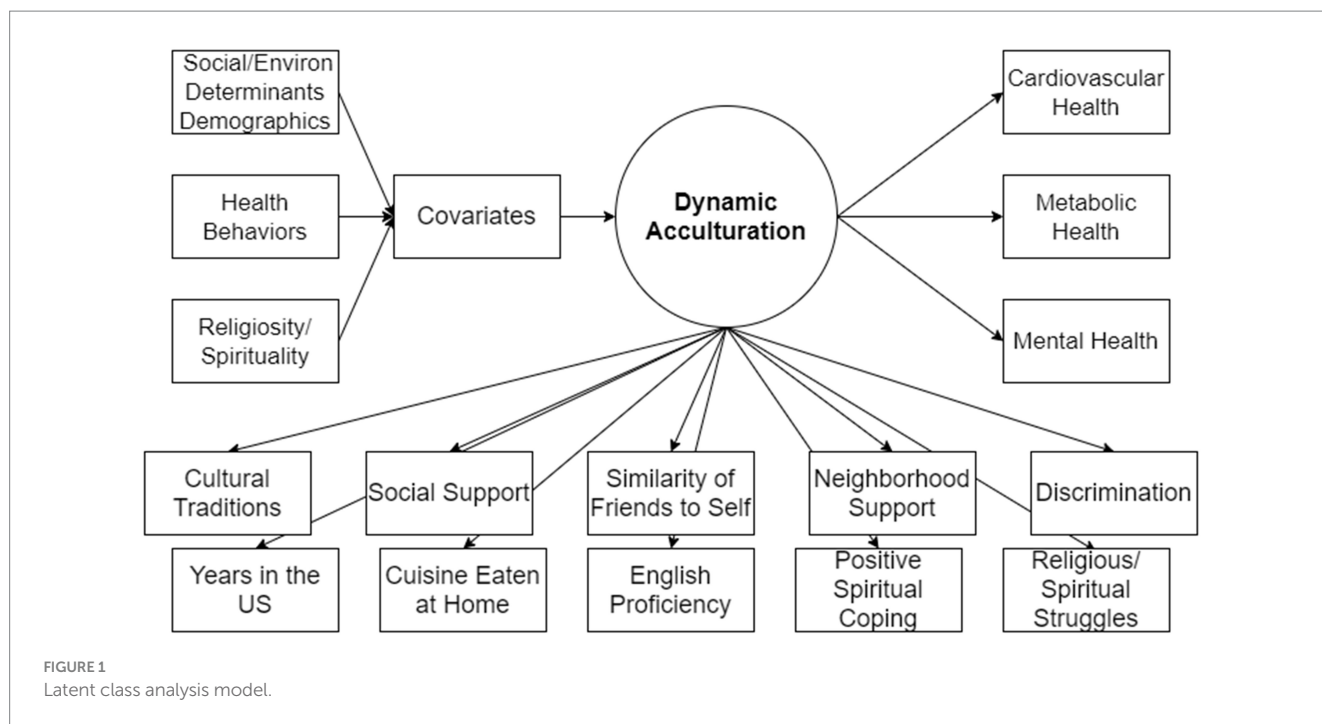 Social/Environ
Determinants
Demographics
Health
Behaviors
Religiosity/
Spirituality
Covariates
Dynamic
Acculturation
Cardiovascular
Health
Metabolic
Health
Mental Health
Cultural
Traditions
Social Support
Similarity of
Friends to Self
Neighborhood
Support
Discrimination
Years in the
US
Cuisine Eaten
at Home
English
Proficiency
Positive
Spiritual
Coping
Religious/
Spiritual
Struggles
FIGURE 1
Latent class analysis model.